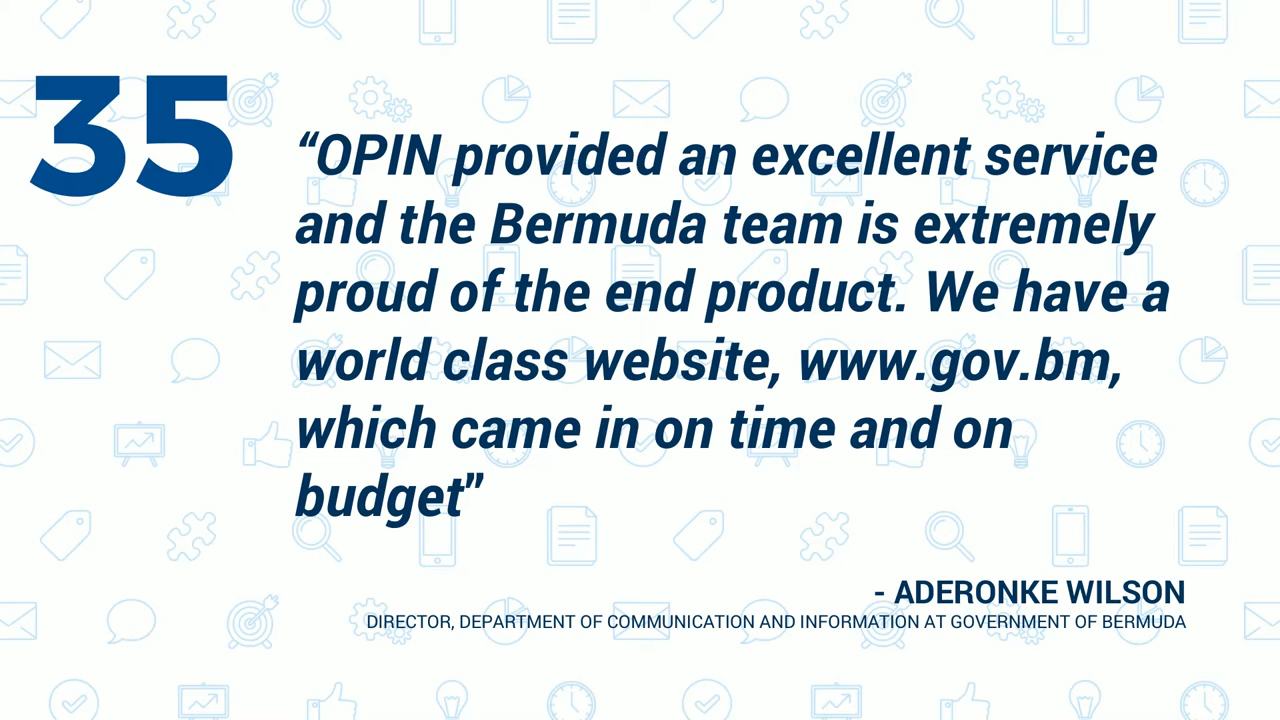 35
“OPIN provided an excellent service
and the Bermuda team is extremely
proud of the end product. We have a
world class website, www.gov.bm,
which came in on time and on
budget”
- ADERONKE WILSON
DIRECTOR, DEPARTMENT OF COMMUNICATION AND INFORMATION AT GOVERNMENT OF BERMUDA